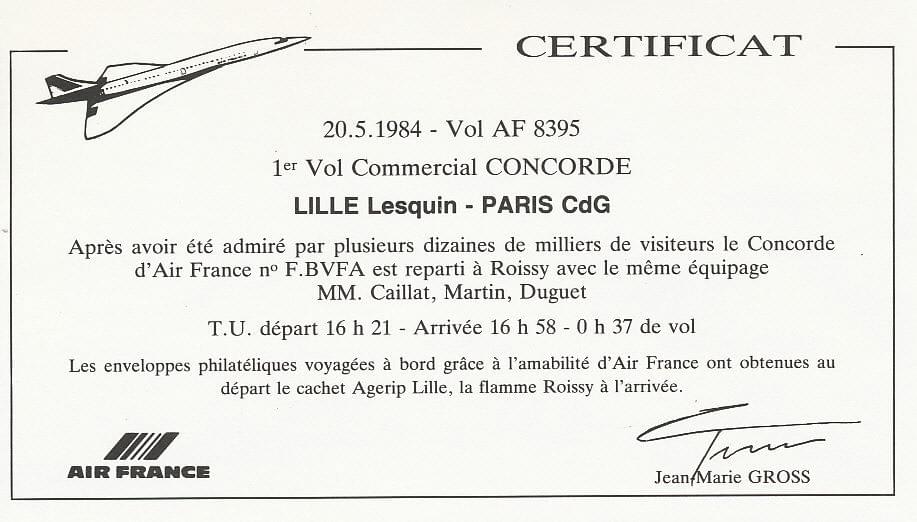 CERTIFICAT
20.5.1984 - Vol AF 8395
1er Vol Commercial CONCORDE
LILLE Lesquin - PARIS CdG
Après avoir été admiré par plusieurs dizaines de milliers de visiteurs le Concorde
d'Air France nº F.BVFA est reparti à Roissy avec le même équipage
MM. Caillat, Martin, Duguet
T.U. départ 16 h 21 - Arrivée 16 h 58 - 0 h 37 de vol
Les enveloppes philatéliques voyagées à bord grâce à l'amabilité d'Air France ont obtenues au
départ le cachet Agerip Lille, la flamme Roissy à l'arrivée.
AIR FRANCE
Jean-Marie GROSS